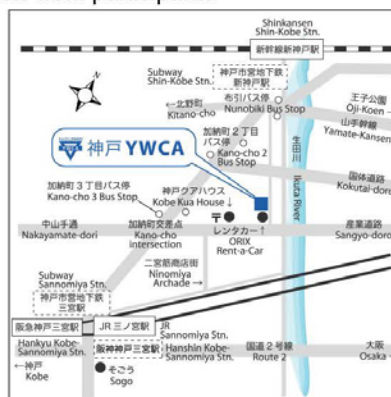 Shinkansen
Shin-Kobe Stn.
新幹線新神戸駅
Subway
Shin-Kobe Stn.
神戸市営地下鉄
新神戸駅
N
←北野町
Kitano-cho
布引バス停
Nunobiki Bus Stop
王子公園
Oji-Koen→
山手幹線
Yamate-Kansen
加納町2丁目
バス停
Kano-cho 2
Bus Stop
生田川
Ikuta River
神戸 YWCA
国体道路
Kokutai-doro
加納町3丁目バス停
Kano-cho 3 Bus Stop
神戸クアハウス
Kobe Kua House↓
中山手通
Nakayamate-dori
加納町交差点
Kano-cho
intersection
〒
レンタカー↑
ORIX
Rent-a-Car
産業道路
Sangyo-doro
二宮筋商店街
Ninomiya
Archade→
Subway
Sannomiya Stn.
神戸市営地下鉄
三宮駅
阪急神戸三宮駅
JR 三ノ宮駅
JR
Sannomiya Stn.
Hankyu Kobe-
Sannomiya Stn.
阪神神戸三宮駅
Hanshin Kobe-
Sannomiya Stn.
国道2号線
Route 2
大阪
Osaka→
←神戸
Kobe
そごう
Sogo